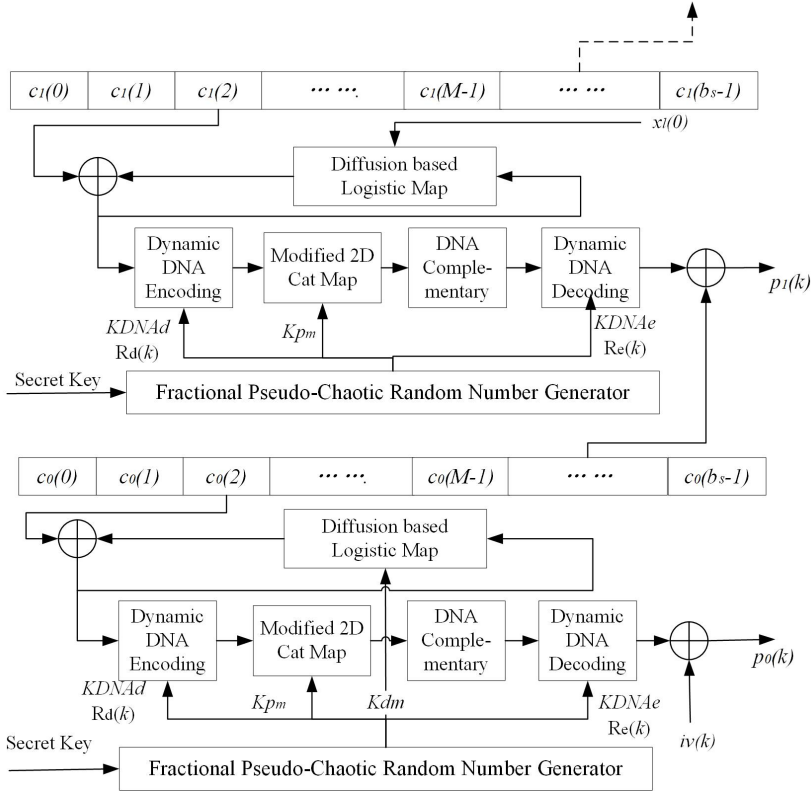 c1(0) c1(1) c1(2) ... .... c1(M-1) ... ... c1(bs-1)
xl(0)
Diffusion based
Logistic Map
Dynamic
DNA
Encoding
Modified 2D
Cat Map
DNA
Comple-
mentary
Dynamic
DNA
Decoding
p1(k)
KDNAd
Rd(k)
Kpm
KDNAe
Re(k)
Secret Key
Fractional Pseudo-Chaotic Random Number Generator
c0(0) c0(1) c0(2) ... .... c0(M-1) ... ... c0(bs-1)
Diffusion based
Logistic Map
Dynamic
DNA
Encoding
Modified 2D
Cat Map
DNA
Comple-
mentary
Dynamic
DNA
Decoding
p0(k)
KDNAd
Rd(k)
Kpm
Kdm
KDNAe
Re(k)
iv(k)
Secret Key
Fractional Pseudo-Chaotic Random Number Generator